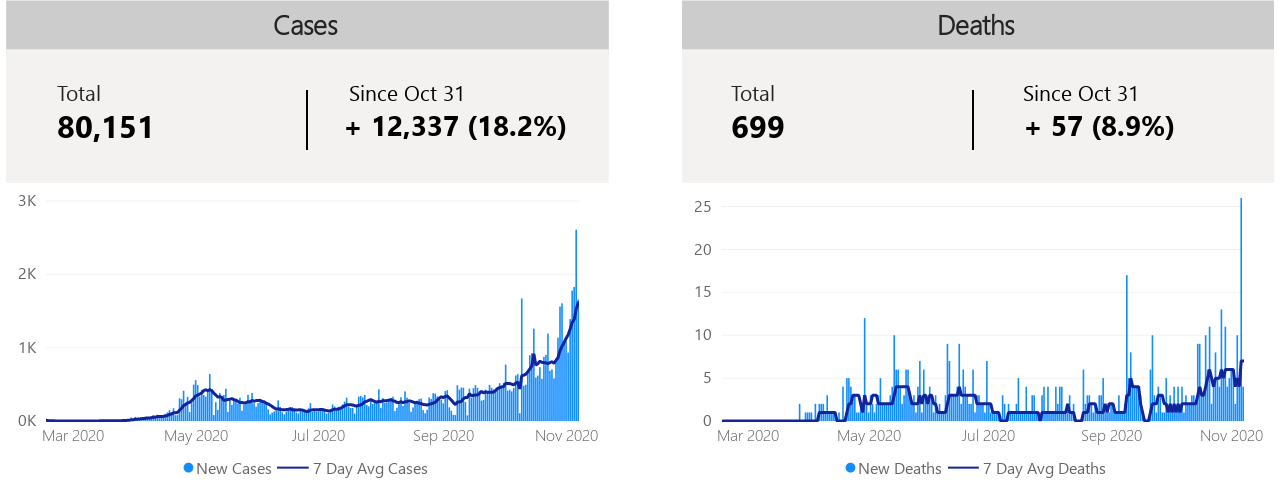 Cases
Total
80,151
Since Oct 31
+ 12,337 (18.2%)
3K
2K
1K
0K
Mar 2020 May 2020 Jul 2020 Sep 2020 Nov 2020
New Cases 7 Day Avg Cases
Deaths
Total
699
Since Oct 31
+ 57 (8.9%)
25
20
15
10
5
0
Mar 2020 May 2020 Jul 2020 Sep 2020 Nov 2020
New Deaths 7 Day Avg Deaths